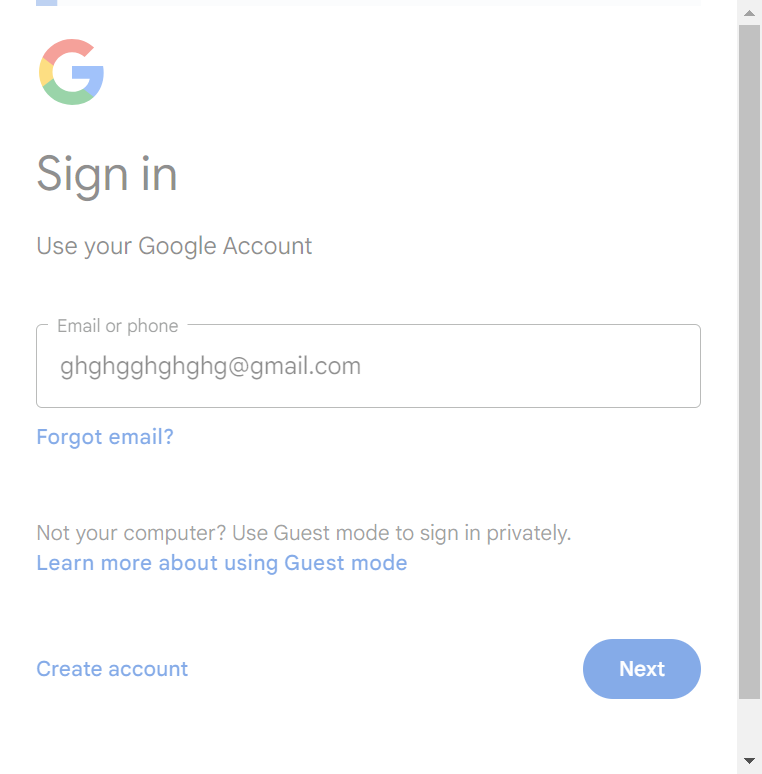 Sign in
Use your Google Account
Email or phone
ghghgghghghg@gmail.com
Forgot email?
Not your computer? Use Guest mode to sign in privately.
Learn more about using Guest mode
Create account
Next